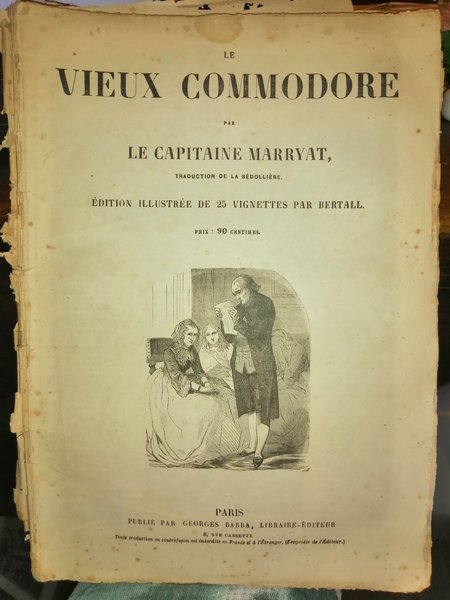 LE
VIEUX COMMODORE
PAR
LE CAPITAINE MARRYAT,
TRADUCTION DE LA BÉDOLLIÈRE.
ÉDITION ILLUSTRÉE DE 25 VIGNETTES PAR BERTALL.
PRIX : 90 CENTIMES.
PARIS
PUBLIÉ PAR GEORGES BARBA, LIBRAIRE-ÉDITEUR
8, RUE CASSETTE
Toute traduction ou contrefaçon est interdite en France et à l'Étranger. (Propriété de l'Éditeur.)